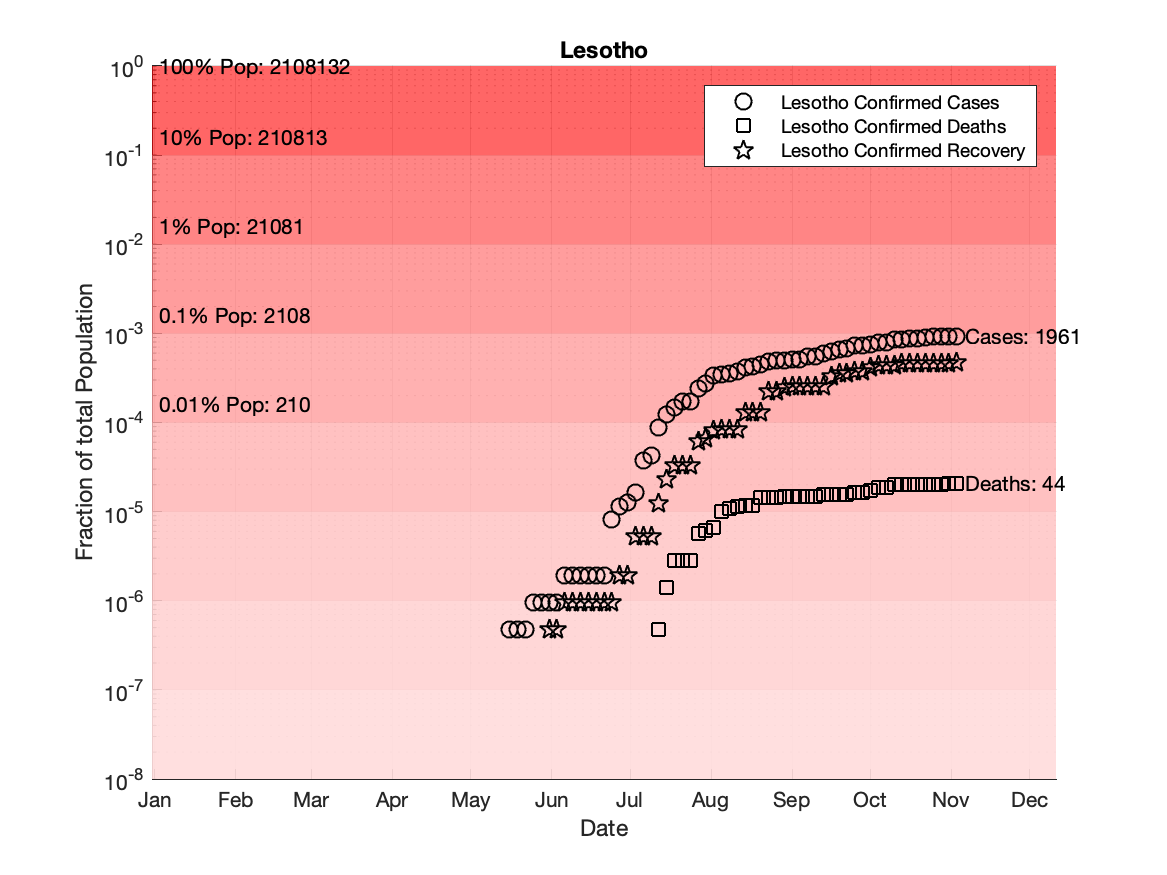 Lesotho
Lesotho Confirmed Cases
Lesotho Confirmed Deaths
Lesotho Confirmed Recovery
10^0
10^-1
10^-2
10^-3
10^-4
10^-5
10^-6
10^-7
10^-8
Fraction of total Population
100% Pop: 2108132
10% Pop: 210813
1% Pop: 21081
0.1% Pop: 2108
0.01% Pop: 210
Cases: 1961
Deaths: 44
Jan Feb Mar Apr May Jun Jul Aug Sep Oct Nov Dec
Date